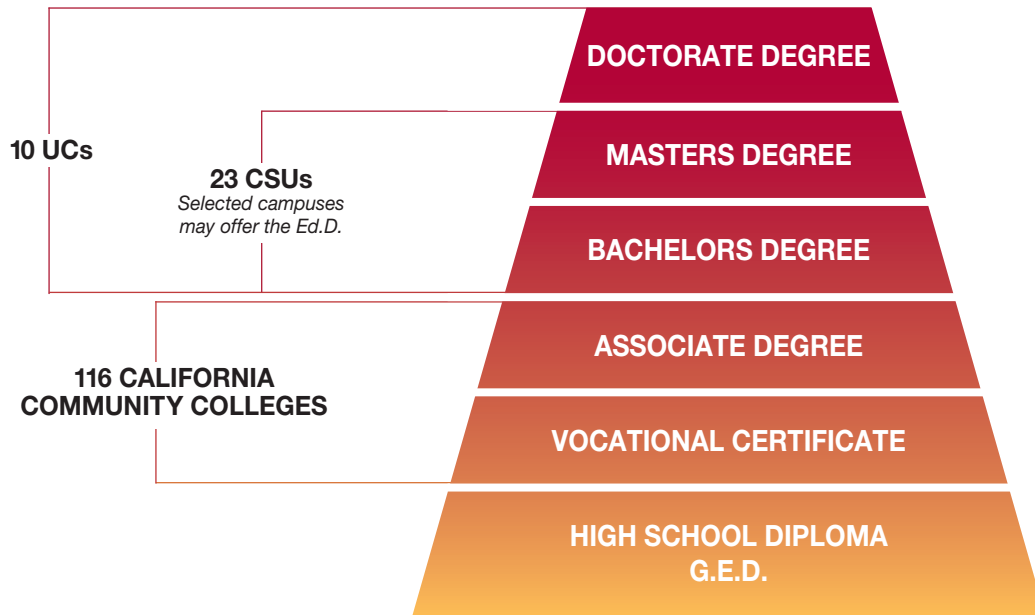 DOCTORATE DEGREE
10 UCs
MASTERS DEGREE
23 CSUs
Selected campuses
may offer the Ed.D.
BACHELORS DEGREE
ASSOCIATE DEGREE
116 CALIFORNIA
COMMUNITY COLLEGES
VOCATIONAL CERTIFICATE
HIGH SCHOOL DIPLOMA
G.E.D.